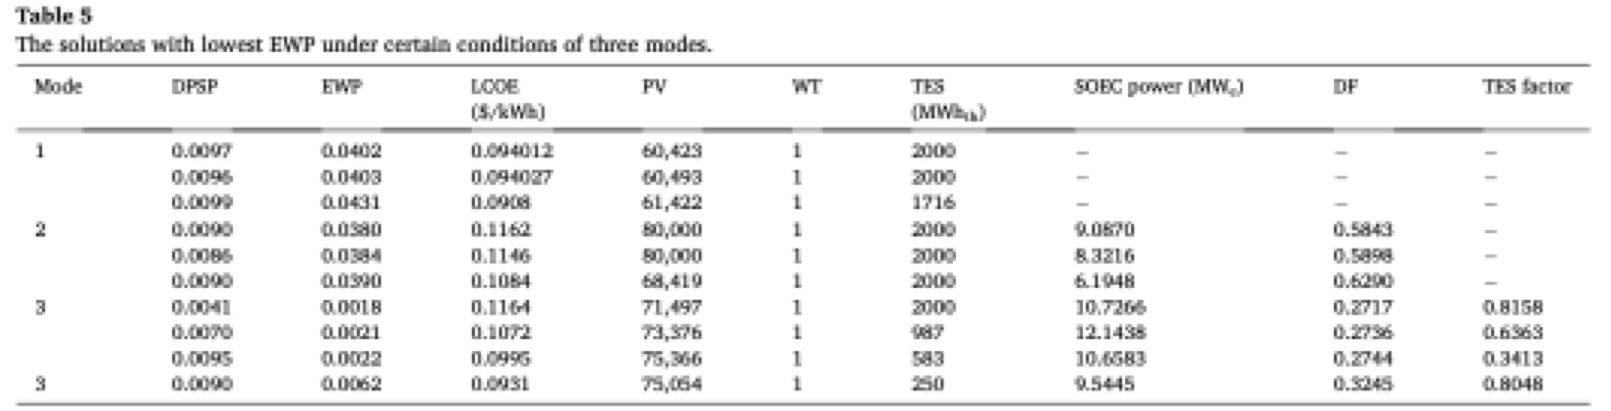 Table 5
The solutions with lowest EWP under certain conditions of three modes.
Mode DPSP EWP LCOE ($/kWh) PV WT TES (MWhth) SOEC power (MWe) DF TES factor
1 0.0097 0.0402 0.094012 60,423 1 2000 – – –
0.0096 0.0403 0.094027 60,493 1 2000 – – –
0.0099 0.0431 0.0908 61,422 1 1716 – – –
2 0.0090 0.0380 0.1162 80,000 1 2000 9.0870 0.5843 –
0.0086 0.0384 0.1146 80,000 1 2000 8.3216 0.5898 –
0.0090 0.0390 0.1084 68,419 1 2000 6.1948 0.6290 –
3 0.0041 0.0018 0.1164 71,497 1 2000 10.7266 0.2717 0.8158
0.0070 0.0021 0.1072 73,376 1 987 12.1438 0.2736 0.6363
0.0095 0.0022 0.0995 75,366 1 583 10.6583 0.2744 0.3413
3 0.0090 0.0062 0.0931 75,054 1 250 9.5445 0.3245 0.8048